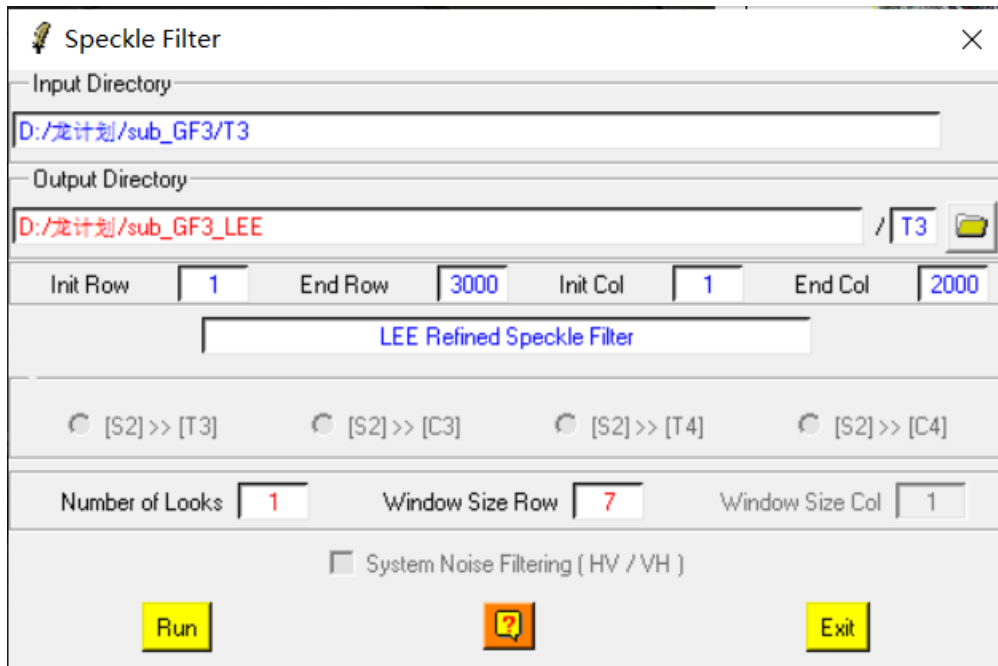 Speckle Filter
Input Directory
D:/龙计划/sub_GF3/T3
Output Directory
D:/龙计划/sub_GF3_LEE / T3
Init Row 1 End Row 3000 Init Col 1 End Col 2000
LEE Refined Speckle Filter
[S2] >> [T3] [S2] >> [C3] [S2] >> [T4] [S2] >> [C4]
Number of Looks 1 Window Size Row 7 Window Size Col 1
System Noise Filtering ( HV / VH )
Run ? Exit